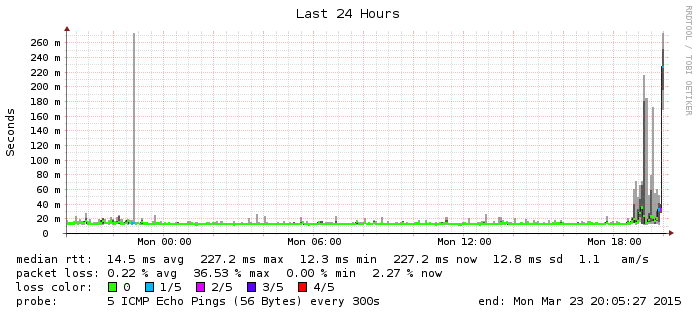 Last 24 Hours
RRDTOOL / TOBI OETIKER
Seconds
260 m
240 m
220 m
200 m
180 m
160 m
140 m
120 m
100 m
80 m
60 m
40 m
20 m
0
Mon 00:00 Mon 06:00 Mon 12:00 Mon 18:00
median rtt: 14.5 ms avg 227.2 ms max 12.3 ms min 227.2 ms now 12.8 ms sd 1.1 am/s
packet loss: 0.22 % avg 36.53 % max 0.00 % min 2.27 % now
loss color: 0 1/5 2/5 3/5 4/5
probe: 5 ICMP Echo Pings (56 Bytes) every 300s end: Mon Mar 23 20:05:27 2015